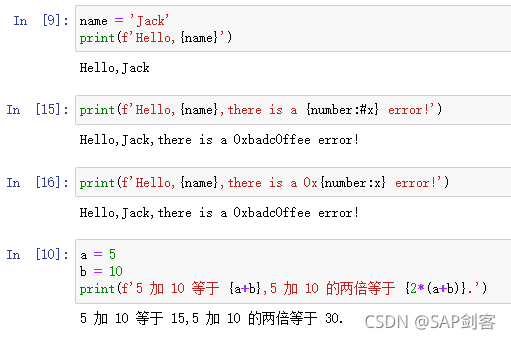 In [9]: name = 'Jack'
print(f'Hello,{name}')
Hello,Jack
In [15]: print(f'Hello,{name},there is a {number:#x} error!')
Hello,Jack,there is a 0xbadc0ffee error!
In [16]: print(f'Hello,{name},there is a 0x{number:x} error!')
Hello,Jack,there is a 0xbadc0ffee error!
In [10]: a = 5
b = 10
print(f'5 加 10 等于 {a+b},5 加 10 的两倍等于 {2*(a+b)}.')
5 加 10 等于 15,5 加 10 的两倍等于 30.
CSDN @SAP剑客